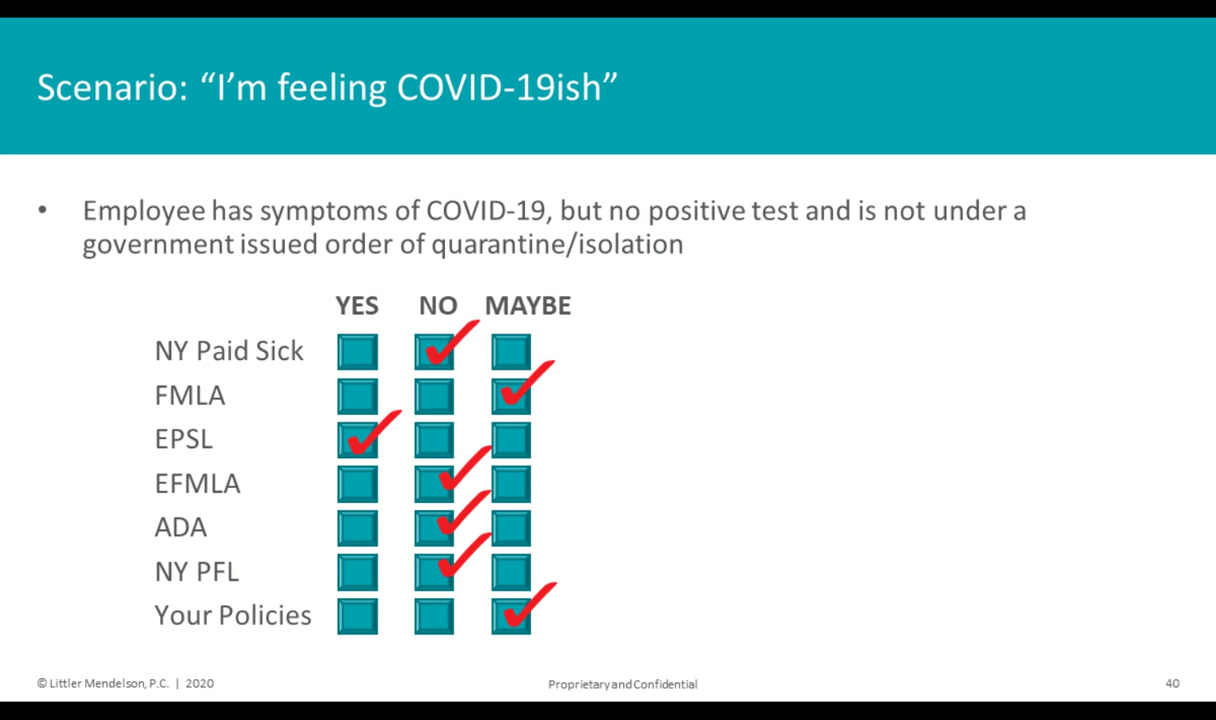 Scenario: “I’m feeling COVID-19ish”
• Employee has symptoms of COVID-19, but no positive test and is not under a
government issued order of quarantine/isolation
YES NO MAYBE
NY Paid Sick
FMLA
EPSL
EFMLA
ADA
NY PFL
Your Policies
© Littler Mendelson, P.C. | 2020 Proprietary and Confidential 40